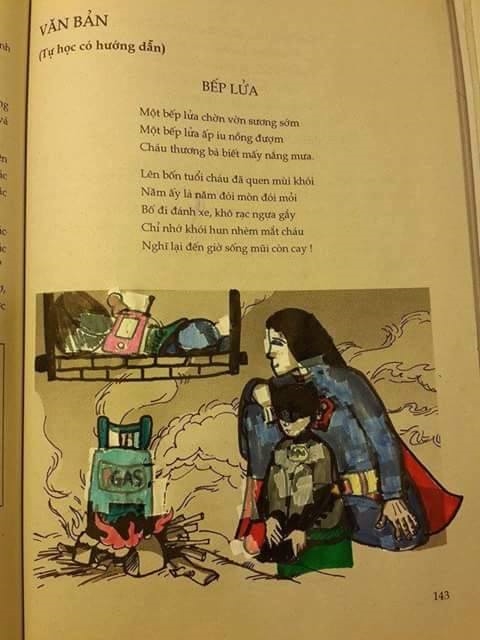 VĂN BẢN
(Tự học có hướng dẫn)
BẾP LỬA
Một bếp lửa chờn vờn sương sớm
Một bếp lửa ấp iu nồng đượm
Cháu thương bà biết mấy nắng mưa.
Lên bốn tuổi cháu đã quen mùi khói
Năm ấy là năm đói mòn đói mỏi
Bố đi đánh xe, khô rạc ngựa gầy
Chỉ nhớ khói hun nhèm mắt cháu
Nghĩ lại đến giờ sống mũi còn cay !
GAS
143